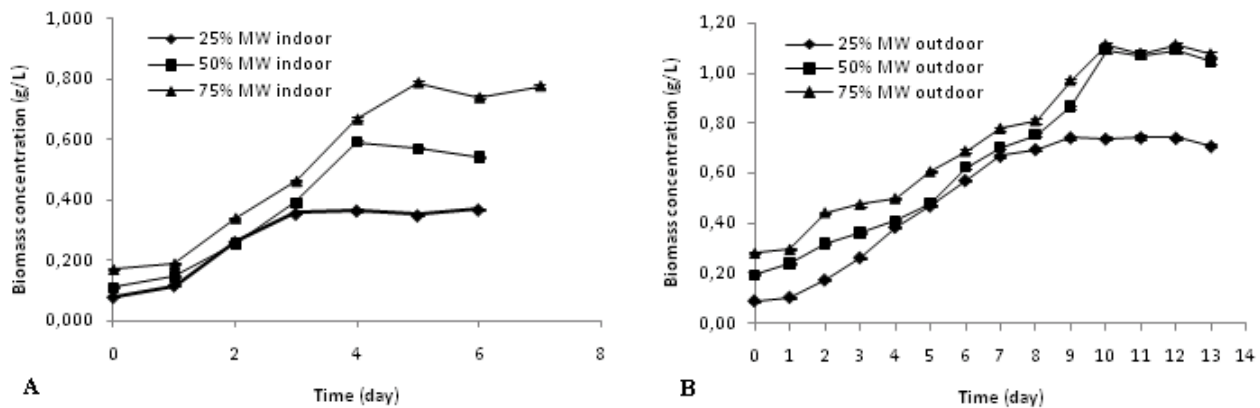 1,000
0,800
0,600
0,400
0,200
0,000
Biomass concentration (g/L)
25% MW indoor
50% MW indoor
75% MW indoor
0 2 4 6 8
Time (day)
A
1,20
1,00
0,80
0,60
0,40
0,20
0,00
Biomass concentration (g/L)
25% MW outdoor
50% MW outdoor
75% MW outdoor
0 1 2 3 4 5 6 7 8 9 10 11 12 13 14
Time (day)
B